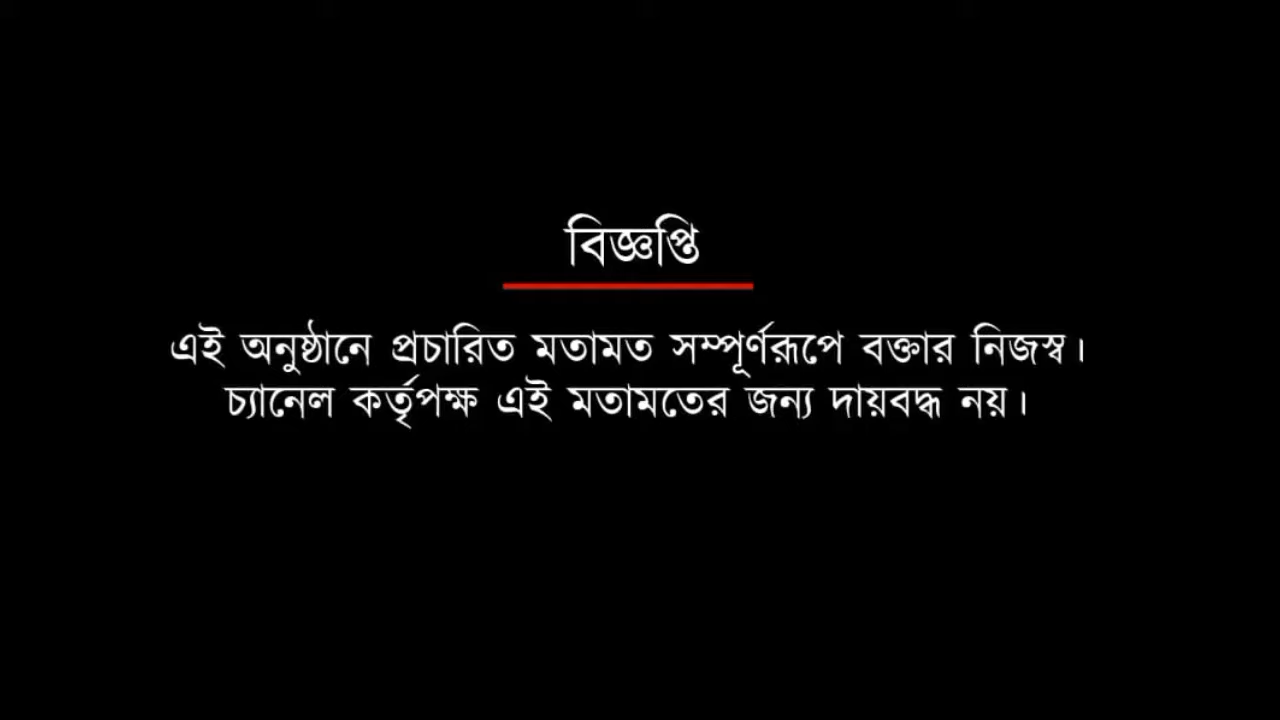 বিজ্ঞপ্তি
এই অনুষ্ঠানে প্রচারিত মতামত সম্পূর্ণরূপে বক্তার নিজস্ব।
চ্যানেল কর্তৃপক্ষ এই মতামতের জন্য দায়বদ্ধ নয়।